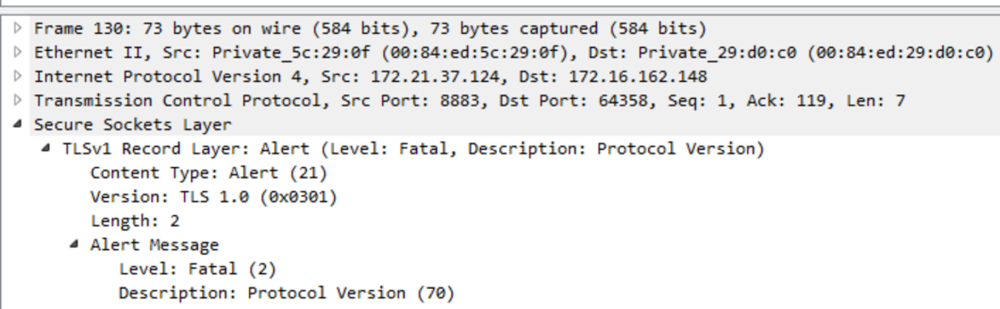 Frame 130: 73 bytes on wire (584 bits), 73 bytes captured (584 bits)
Ethernet II, Src: Private_5c:29:0f (00:84:ed:5c:29:0f), Dst: Private_29:d0:c0 (00:84:ed:29:d0:c0)
Internet Protocol Version 4, Src: 172.21.37.124, Dst: 172.16.162.148
Transmission Control Protocol, Src Port: 8883, Dst Port: 64358, Seq: 1, Ack: 119, Len: 7
Secure Sockets Layer
TLSv1 Record Layer: Alert (Level: Fatal, Description: Protocol Version)
Content Type: Alert (21)
Version: TLS 1.0 (0x0301)
Length: 2
Alert Message
Level: Fatal (2)
Description: Protocol Version (70)